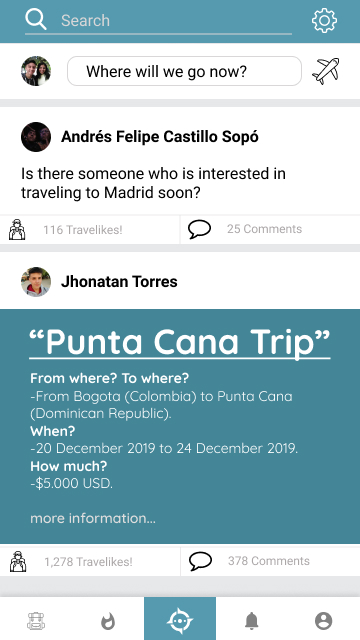 Search
Where will we go now?
Andrés Felipe Castillo Sopó
Is there someone who is interested in
traveling to Madrid soon?
116 Travelikes!
25 Comments
Jhonatan Torres
“Punta Cana Trip”
From where? To where?
-From Bogota (Colombia) to Punta Cana
(Dominican Republic).
When?
-20 December 2019 to 24 December 2019.
How much?
-$5.000 USD.
more information...
1,278 Travelikes!
378 Comments